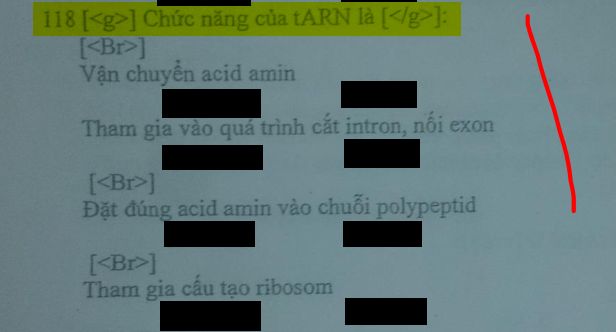 118 [<g>] Chức năng của tARN là [</g>]:
[<Br>]
Vận chuyển acid amin
Tham gia vào quá trình cắt intron, nối exon
[<Br>]
Đặt đúng acid amin vào chuỗi polypeptid
[<Br>]
Tham gia cấu tạo ribosom